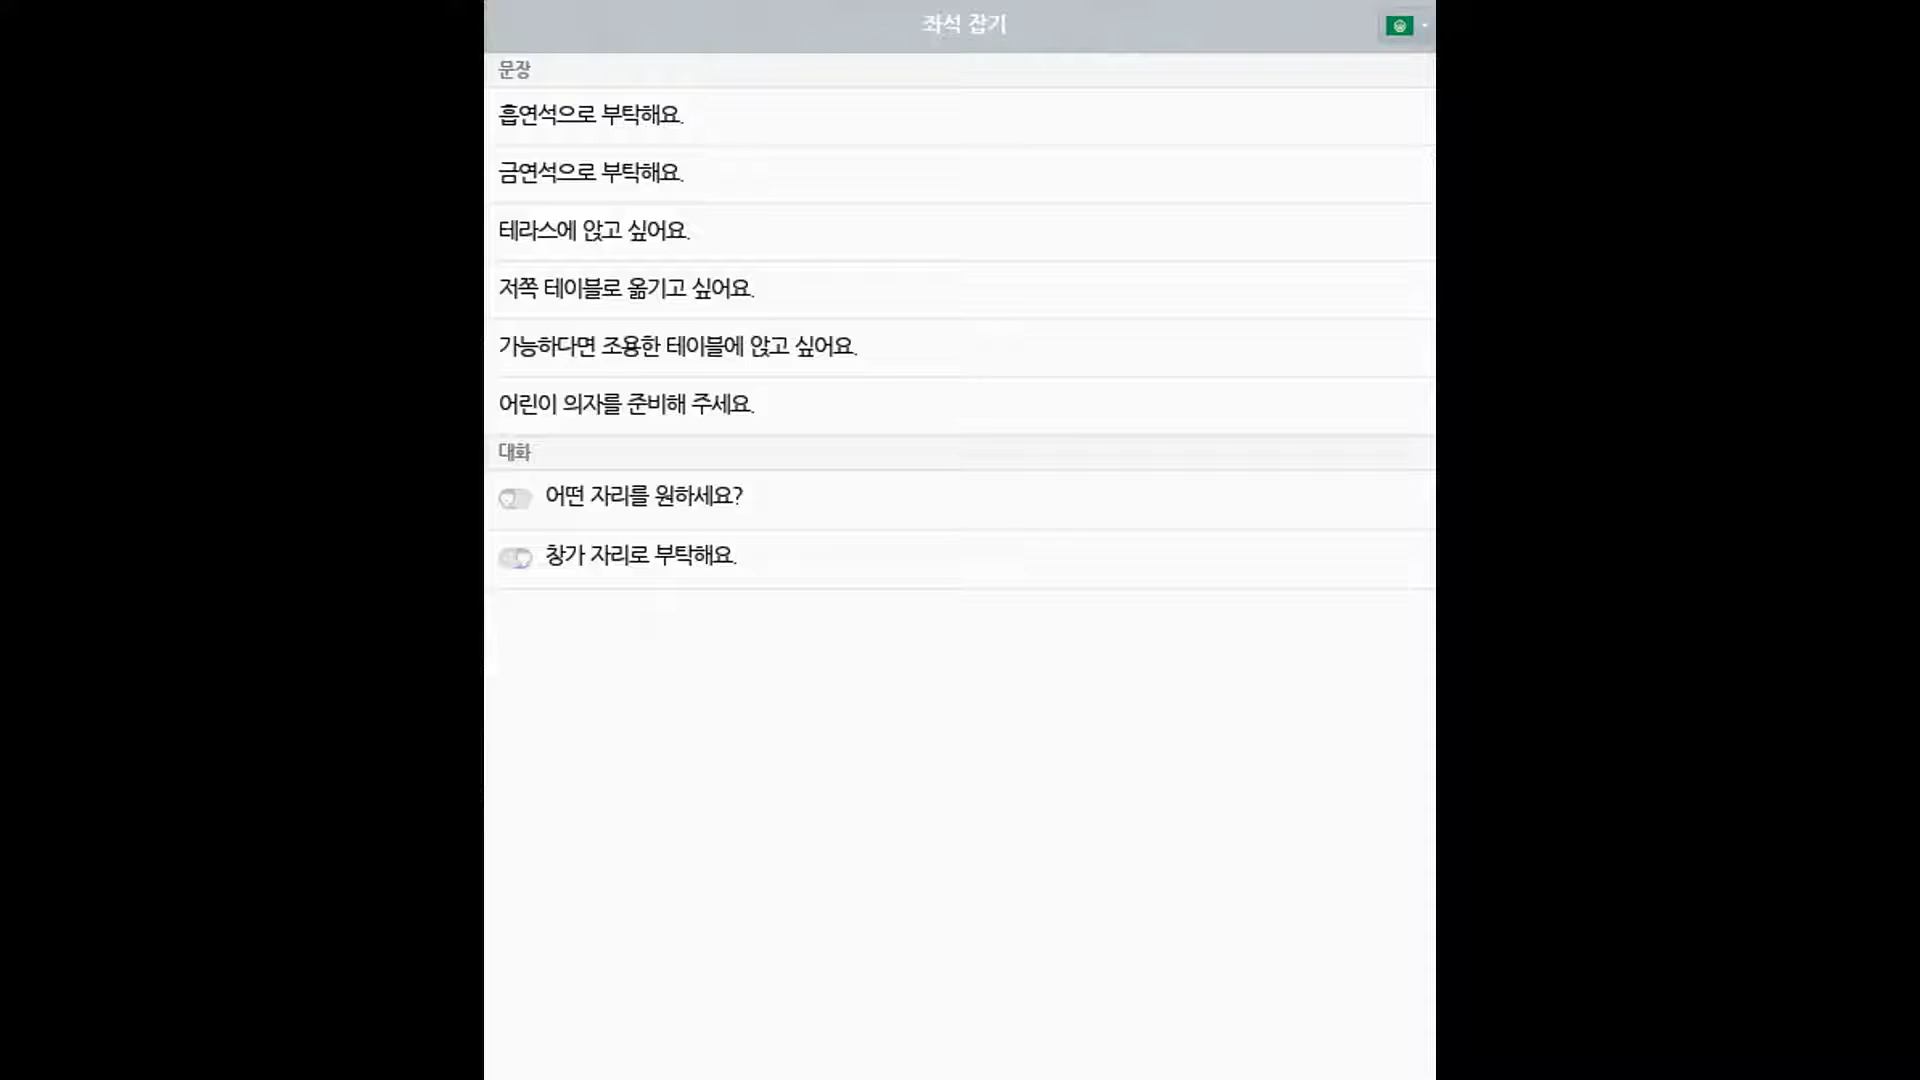 좌석 잡기
문장
흡연석으로 부탁해요.
금연석으로 부탁해요.
테라스에 앉고 싶어요.
저쪽 테이블로 옮기고 싶어요.
가능하다면 조용한 테이블에 앉고 싶어요.
어린이 의자를 준비해 주세요.
대화
어떤 자리를 원하세요?
창가 자리로 부탁해요.